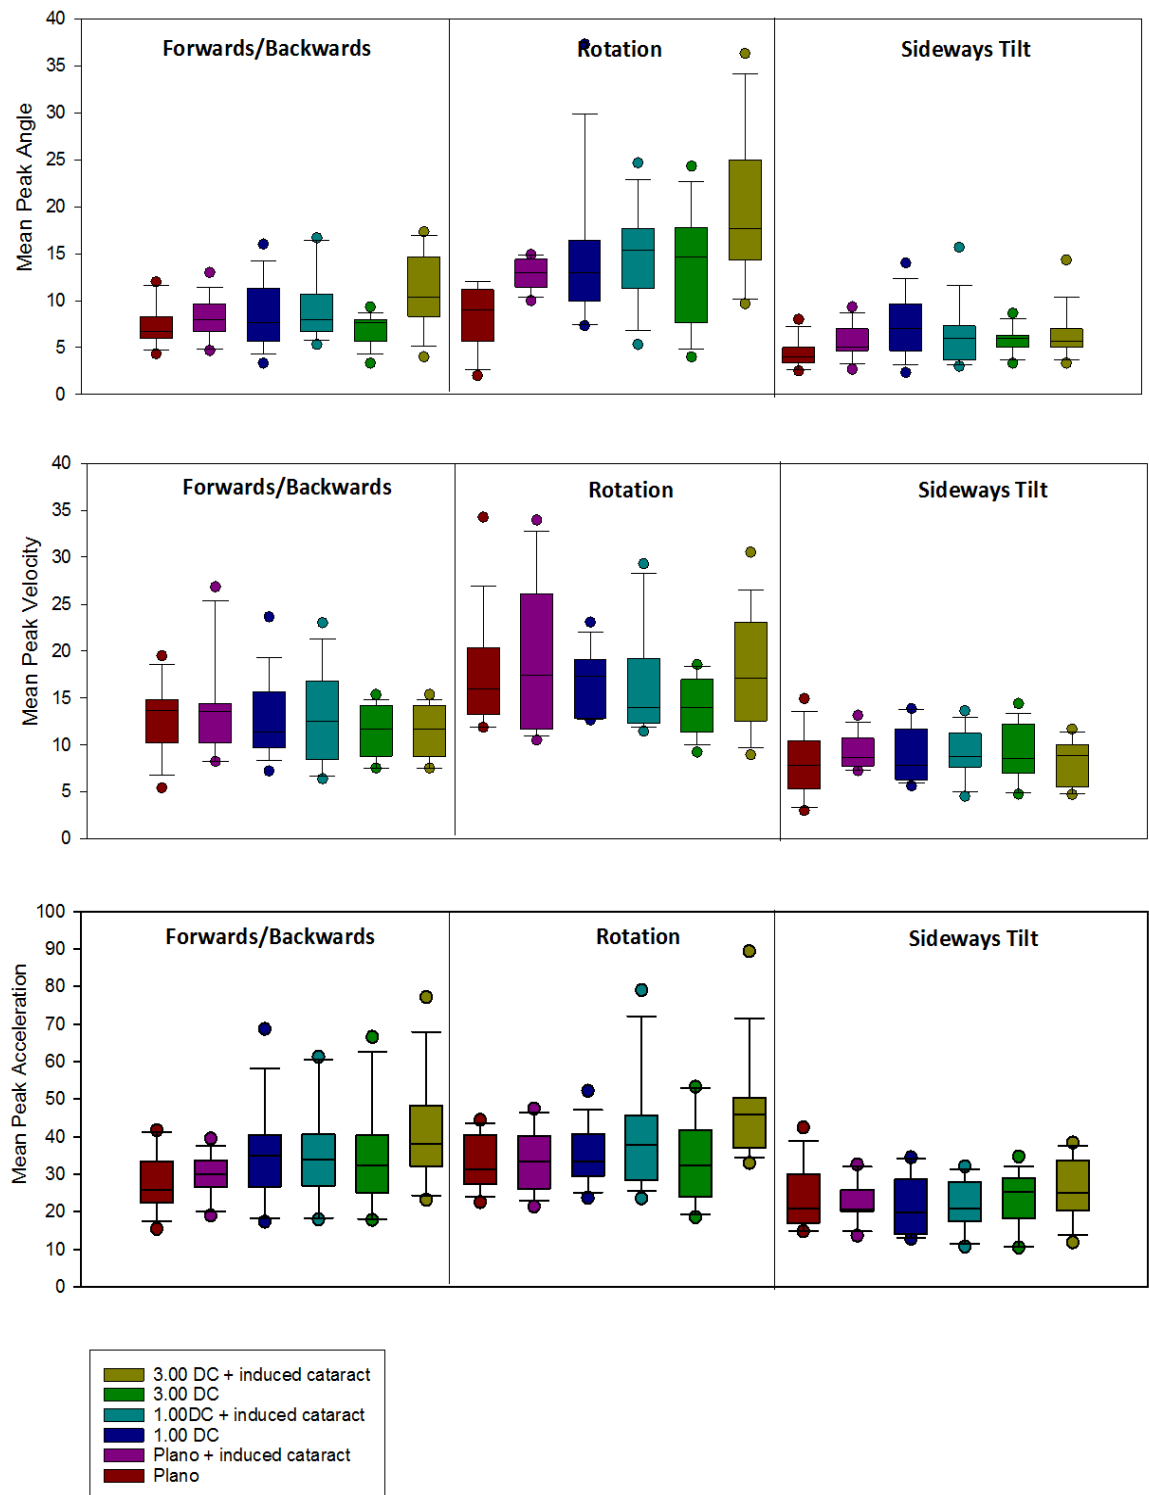 40
35
30
25
20
15
10
5
0
Mean Peak Angle
Forwards/Backwards
Rotation
Sideways Tilt
40
35
30
25
20
15
10
5
0
Mean Peak Velocity
Forwards/Backwards
Rotation
Sideways Tilt
100
90
80
70
60
50
40
30
20
10
0
Mean Peak Acceleration
Forwards/Backwards
Rotation
Sideways Tilt
3.00 DC + induced cataract
3.00 DC
1.00DC + induced cataract
1.00 DC
Plano + induced cataract
Plano